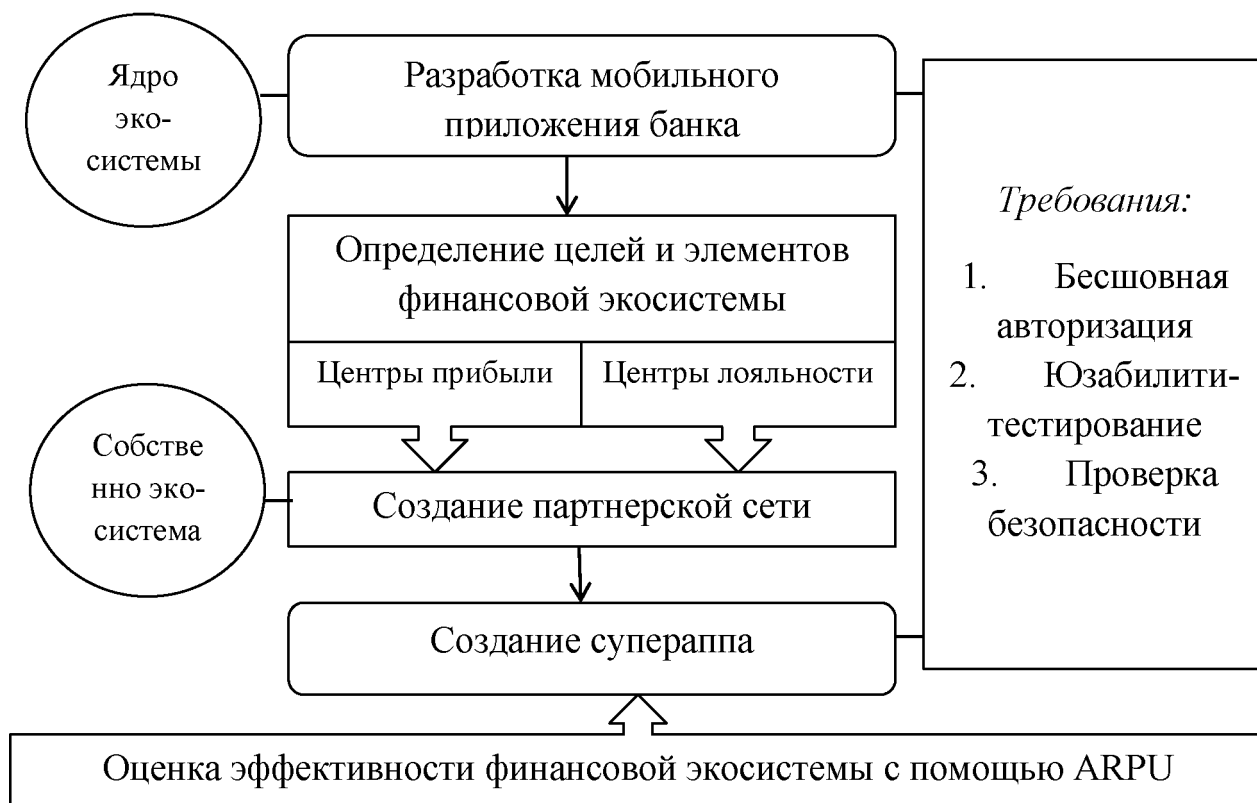 Ядро
эко-
системы
Разработка мобильного
приложения банка
Определение целей и элементов
финансовой экосистемы
Центры прибыли
Центры лояльности
Собстве
нно эко-
система
Создание партнерской сети
Создание супераппа
Требования:
1. Бесшовная
авторизация
2. Юзабилити-
тестирование
3. Проверка
безопасности
Оценка эффективности финансовой экосистемы с помощью ARPU